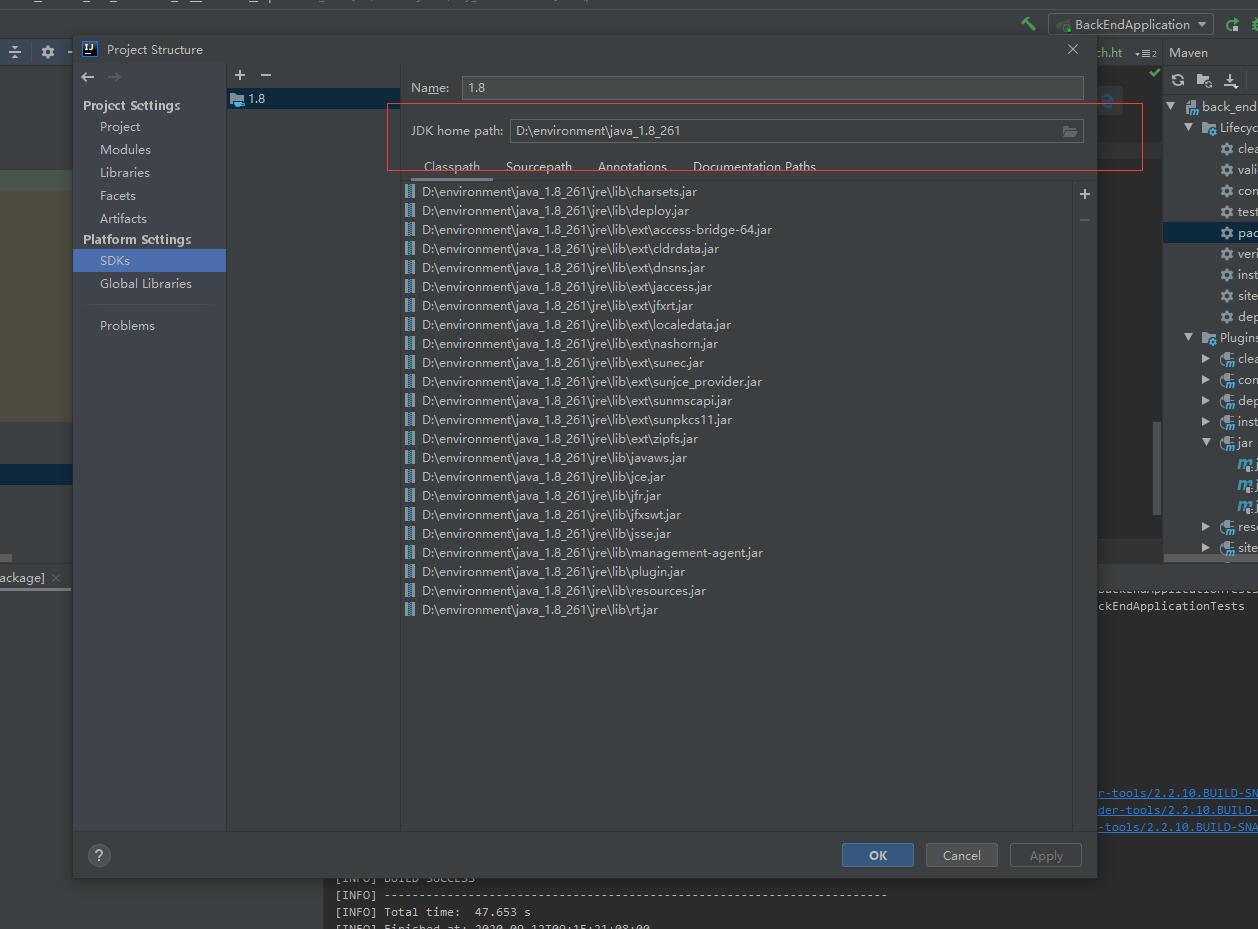 BackEndApplication
Project Structure
ch.ht
2
Maven
Project Settings
Project
Modules
Libraries
Facets
Artifacts
Platform Settings
SDKs
Global Libraries
Problems
1.8
Name: 1.8
JDK home path: D:\environment\java_1.8_261
Classpath Sourcepath Annotations Documentation Paths
D:\environment\java_1.8_261\jre\lib\charsets.jar
D:\environment\java_1.8_261\jre\lib\deploy.jar
D:\environment\java_1.8_261\jre\lib\ext\access-bridge-64.jar
D:\environment\java_1.8_261\jre\lib\ext\cldrdata.jar
D:\environment\java_1.8_261\jre\lib\ext\dnsns.jar
D:\environment\java_1.8_261\jre\lib\ext\jaccess.jar
D:\environment\java_1.8_261\jre\lib\ext\jfxrt.jar
D:\environment\java_1.8_261\jre\lib\ext\localedata.jar
D:\environment\java_1.8_261\jre\lib\ext\nashorn.jar
D:\environment\java_1.8_261\jre\lib\ext\sunec.jar
D:\environment\java_1.8_261\jre\lib\ext\sunjce_provider.jar
D:\environment\java_1.8_261\jre\lib\ext\sunmscapi.jar
D:\environment\java_1.8_261\jre\lib\ext\sunpkcs11.jar
D:\environment\java_1.8_261\jre\lib\ext\zipfs.jar
D:\environment\java_1.8_261\jre\lib\javaws.jar
D:\environment\java_1.8_261\jre\lib\jce.jar
D:\environment\java_1.8_261\jre\lib\jfr.jar
D:\environment\java_1.8_261\jre\lib\jfxswt.jar
D:\environment\java_1.8_261\jre\lib\jsse.jar
D:\environment\java_1.8_261\jre\lib\management-agent.jar
D:\environment\java_1.8_261\jre\lib\plugin.jar
D:\environment\java_1.8_261\jre\lib\resources.jar
D:\environment\java_1.8_261\jre\lib\rt.jar
? OK Cancel Apply
back_end
Lifecyc
clea
vali
con
test
pac
veri
inst
site
dep
Plugins
clea
con
dep
inst
jar
reso
site
ackage]
BackEndApplicationTests
ckEndApplicationTests
r-tools/2.2.10.BUILD-SN
der-tools/2.2.10.BUILD-
-tools/2.2.10.BUILD-SNA
[INFO] BUILD SUCCESS
[INFO] ------------------------------------------------------------------------
[INFO] Total time: 47.653 s
[INFO] Finished at: 2020-09-12T09:15:21+08:00